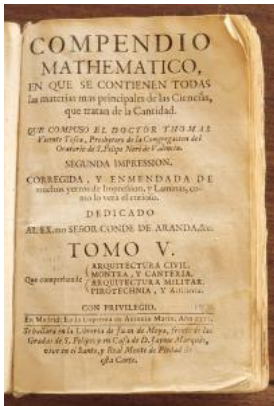 COMPENDIO
MATHEMATICO,
EN QUE SE CONTIENEN TODAS
las materias mas principales de las Ciencias,
que tratan de la Cantidad.
QUE COMPUSO EL DOCTOR THOMAS
Vicente Tosca, Presbytero de la Congregacion del
Oratorio de S. Felipe Neri de Valencia.
SEGUNDA IMPRESSION.
CORREGIDA, Y ENMENDADA DE
muchos yerros de Impression, y Laminas, co-
mo lo verà el curioso.
DEDICADO
AL EX.mo SEÑOR CONDE DE ARANDA, &c.
TOMO V.
Que comprehende
ARQUITECTURA CIVIL.
MONTEA, Y CANTERIA.
ARQUITECTURA MILITAR.
PIROTECHNIA, Y Artilleria.
CON PRIVILEGIO.
En Madrid: En la Imprenta de Antonio Marin, Año
Se hallarà en la Librerìa de Juan de Moya, frente de las
Gradas de S. Felipe; y en Casa de D. Jayme Marquès,
vive en el Santo, y Real Monte de Piedad de
esta Corte.